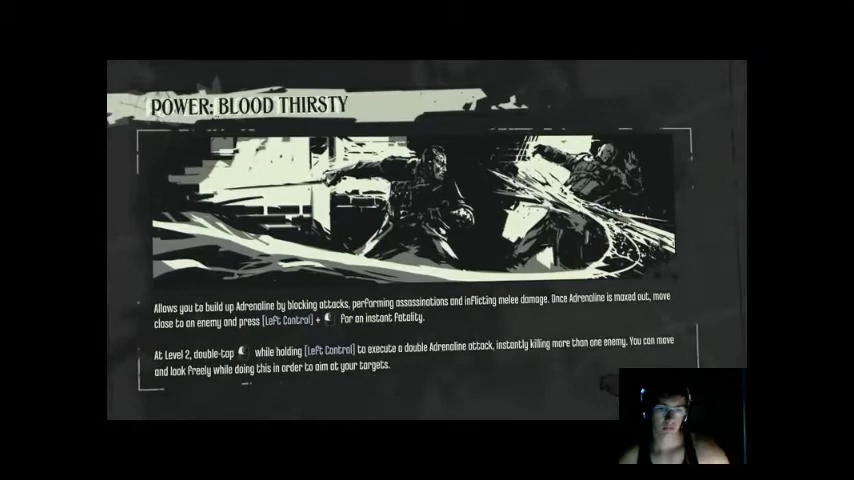 POWER: BLOOD THIRSTY
Allows you to build up Adrenaline by blocking attacks, performing assassinations and inflicting melee damage. Once Adrenaline is maxed out, move
close to an enemy and press [Left Control] + for an instant fatality.
At Level 2, double-tap while holding [Left Control] to execute a double Adrenaline attack, instantly killing more than one enemy. You can move
and look freely while doing this in order to aim at your targets.